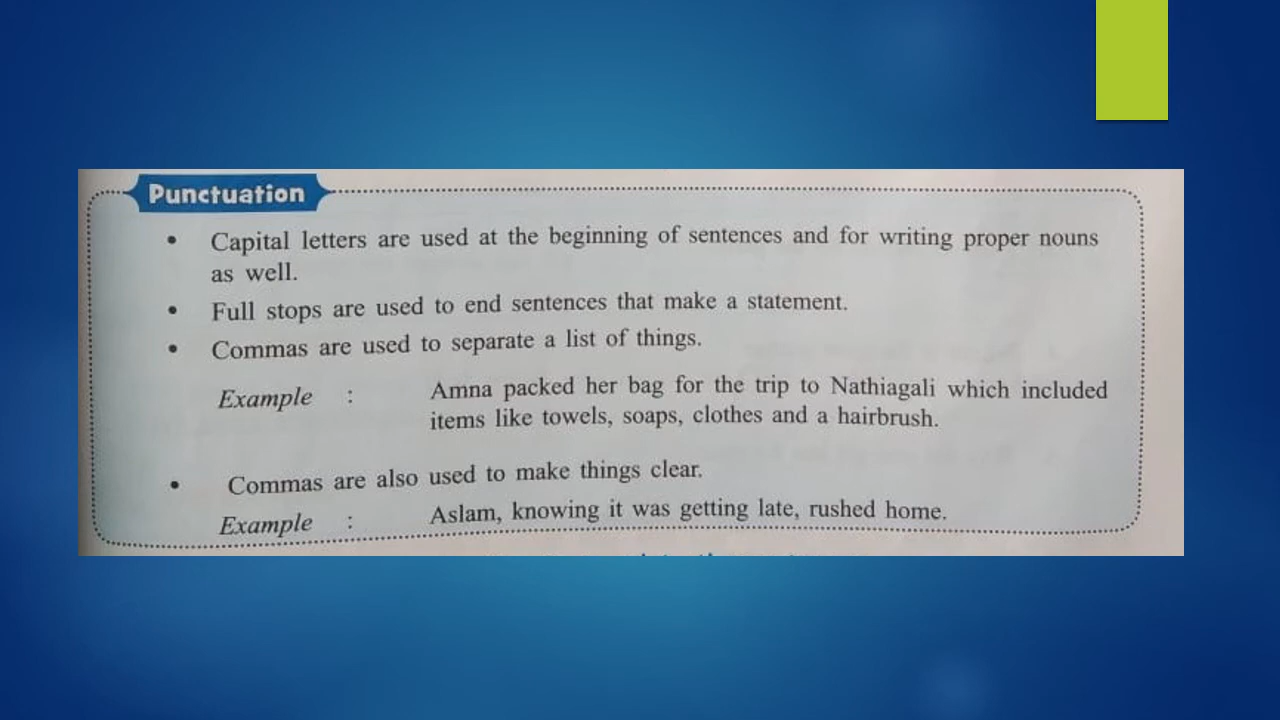 Punctuation
• Capital letters are used at the beginning of sentences and for writing proper nouns
as well.
• Full stops are used to end sentences that make a statement.
• Commas are used to separate a list of things.
Example : Amna packed her bag for the trip to Nathiagali which included
items like towels, soaps, clothes and a hairbrush.
• Commas are also used to make things clear.
Example : Aslam, knowing it was getting late, rushed home.